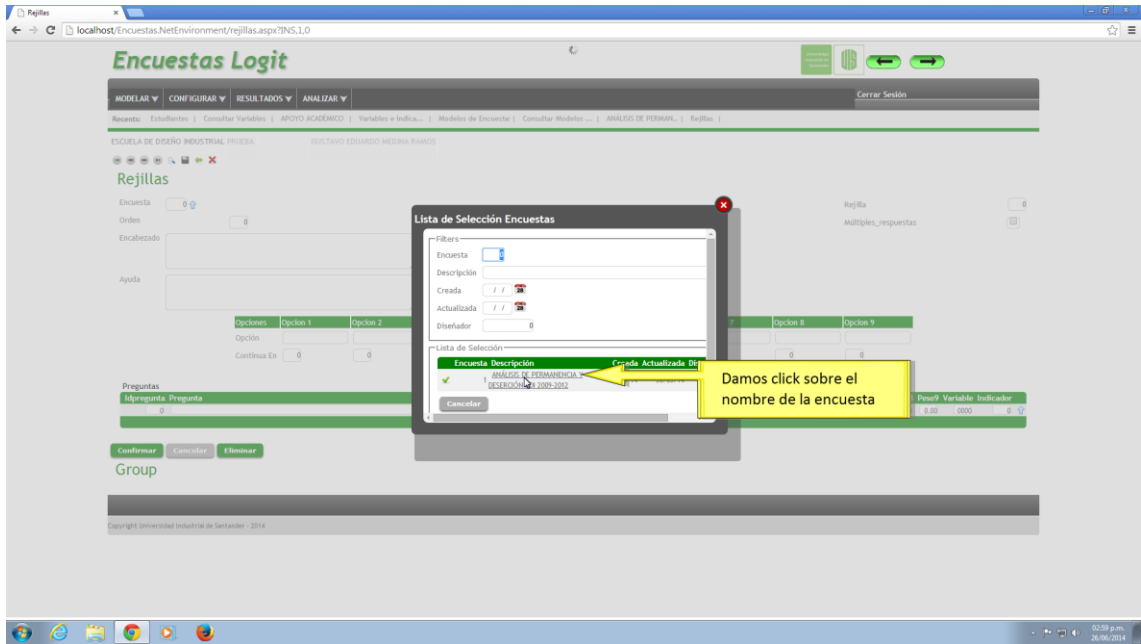 Rejillas
localhost/Encuestas.NetEnvironment/rejillas.aspx?INS,1,0
Encuestas Logit
MODELAR CONFIGURAR RESULTADOS ANALIZAR Cerrar Sesión
Recents: Estudiantes | Consultar Variables | APOYO ACADÉMICO | Variables e Indica... | Modelos de Encuesta | Consultar Modelos ... | ANÁLISIS DE PERMAN... | Rejillas |
ESCUELA DE DISEÑO INDUSTRIAL PRUEBA GUSTAVO EDUARDO MEDINA RAMOS
Rejillas
Encuesta 0 Rejilla 0
Orden 0 Múltiples_respuestas
Encabezado
Ayuda
Lista de Selección Encuestas
Filters
Encuesta 0
Descripción
Creada / /
Actualizada / /
Diseñador 0
Lista de Selección
Encuesta Descripción Creada Actualizada
1 ANÁLISIS DE PERMANENCIA Y
DESERCIÓN DI 2009-2012
Cancelar
Damos click sobre el
nombre de la encuesta
Opciones Opcion 1 Opcion 2 7 Opcion 8 Opcion 9
Opción
Continua En 0 0 0 0
Preguntas
Idpregunta Pregunta Peso9 Variable Indicador
0 0.00 0000 0
Confirmar Cancelar Eliminar
Group
Copyright Universidad Industrial de Santander - 2014
02:59 p.m.
26/06/2014